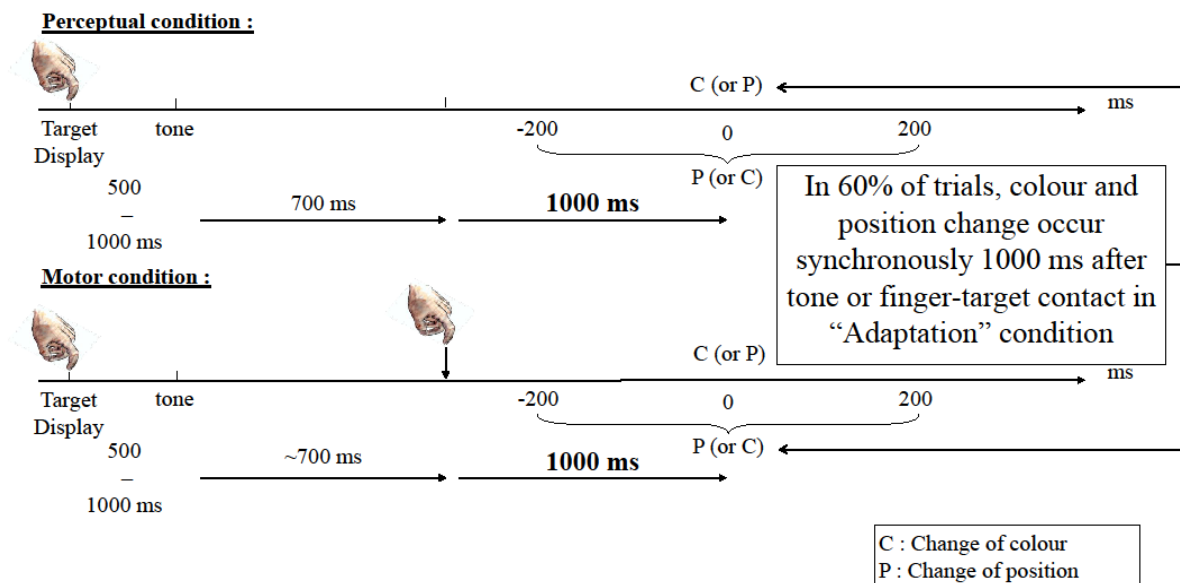 Perceptual condition :
C (or P)
ms
Target
Display
tone
-200
0
200
500
–
1000 ms
700 ms
1000 ms
P (or C)
In 60% of trials, colour and
position change occur
synchronously 1000 ms after
tone or finger-target contact in
“Adaptation” condition
Motor condition :
C (or P)
ms
Target
Display
tone
-200
0
200
500
–
1000 ms
~700 ms
1000 ms
P (or C)
C : Change of colour
P : Change of position